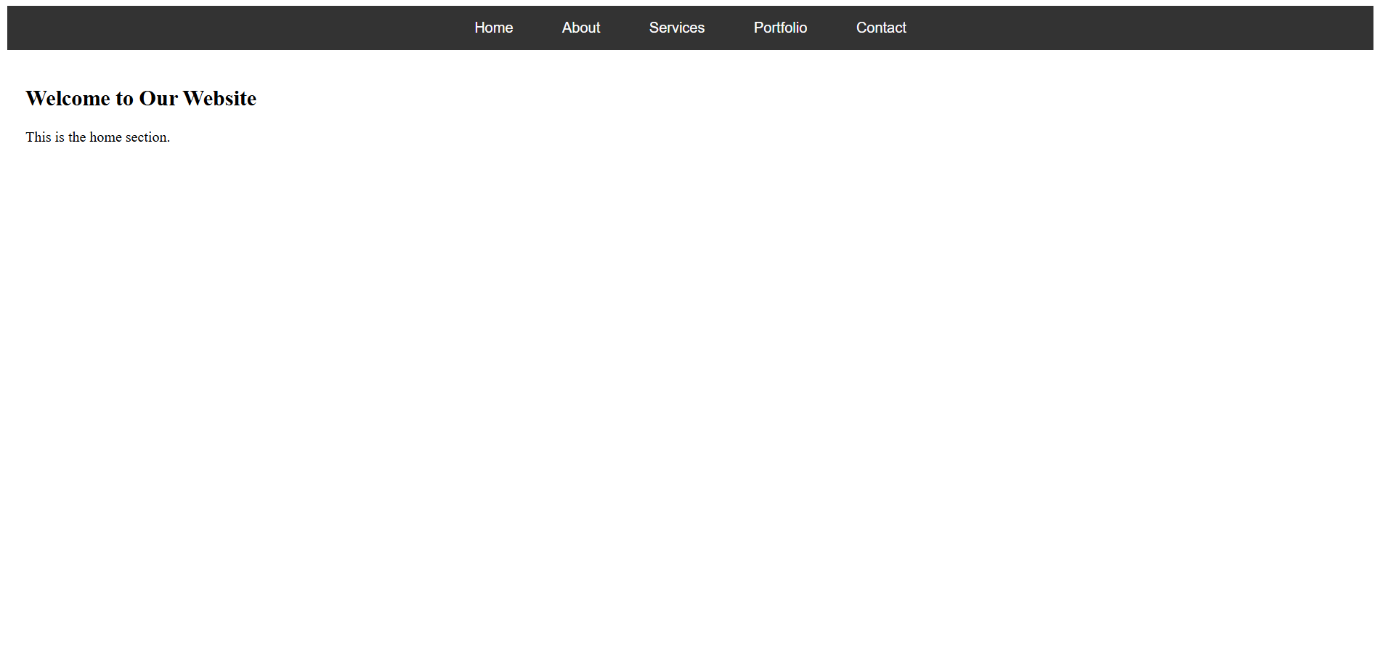 Home About Services Portfolio Contact
Welcome to Our Website
This is the home section.